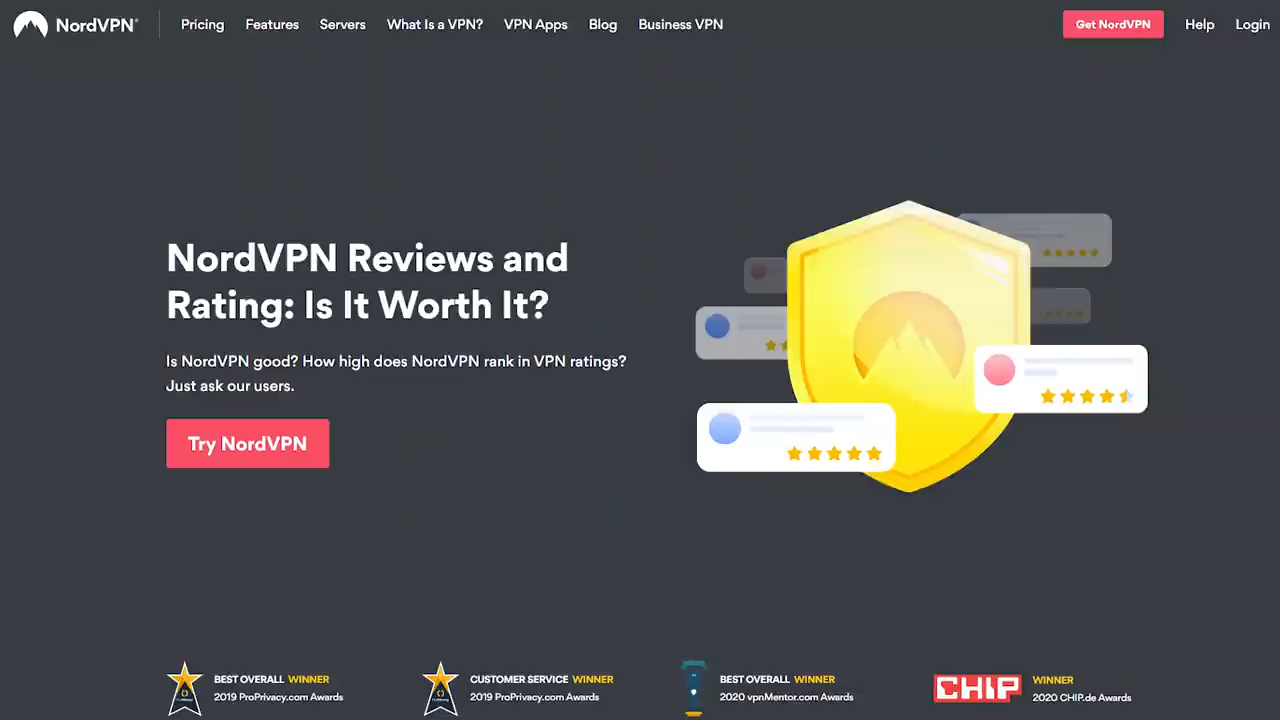 NordVPN®
Pricing
Features
Servers
What Is a VPN?
VPN Apps
Blog
Business VPN
Get NordVPN
Help
Login
NordVPN Reviews and
Rating: Is It Worth It?
Is NordVPN good? How high does NordVPN rank in VPN ratings?
Just ask our users.
Try NordVPN
BEST OVERALL WINNER
2019 ProPrivacy.com Awards
CUSTOMER SERVICE WINNER
2019 ProPrivacy.com Awards
BEST OVERALL WINNER
2020 vpnMentor.com Awards
CHIP
WINNER
2020 CHIP.de Awards